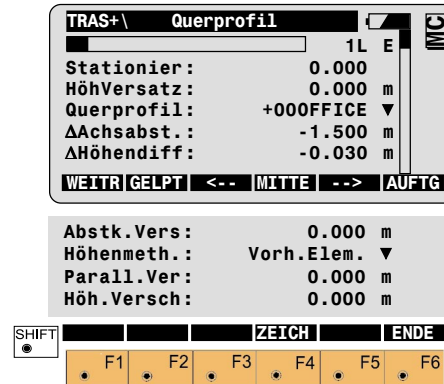 TRAS+\ Querprofil
MC
1L E
Stationier: 0.000
HöhVersatz: 0.000 m
Querprofil: +000FFICE ▼
ΔAchsabst.: -1.500 m
ΔHöhendiff: -0.030 m
WEITR GELPT <-- MITTE --> AUFTG
Abstk.Vers: 0.000 m
Höhenmeth.: Vorh.Elem. ▼
Parall.Ver: 0.000 m
Höh.Versch: 0.000 m
SHIFT ZEICH ENDE
F1 F2 F3 F4 F5 F6